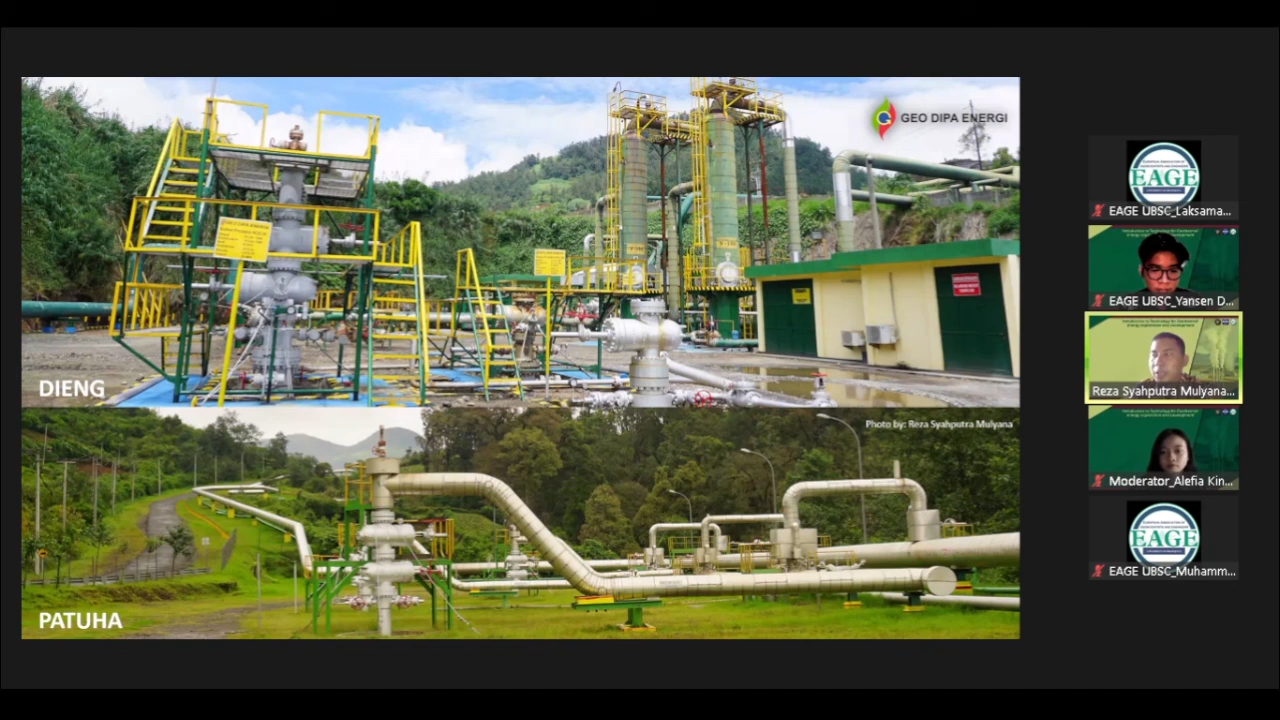 GEO DIPA ENERGI
DIENG
Photo by: Reza Syahputra Mulyana
PATUHA
EAGE
EAGE UBSC_Laksama...
EAGE UBSC_Yansen D...
Reza Syahputra Mulyana...
Moderator_Alefia Kin...
EAGE
EAGE UBSC_Muhamm...